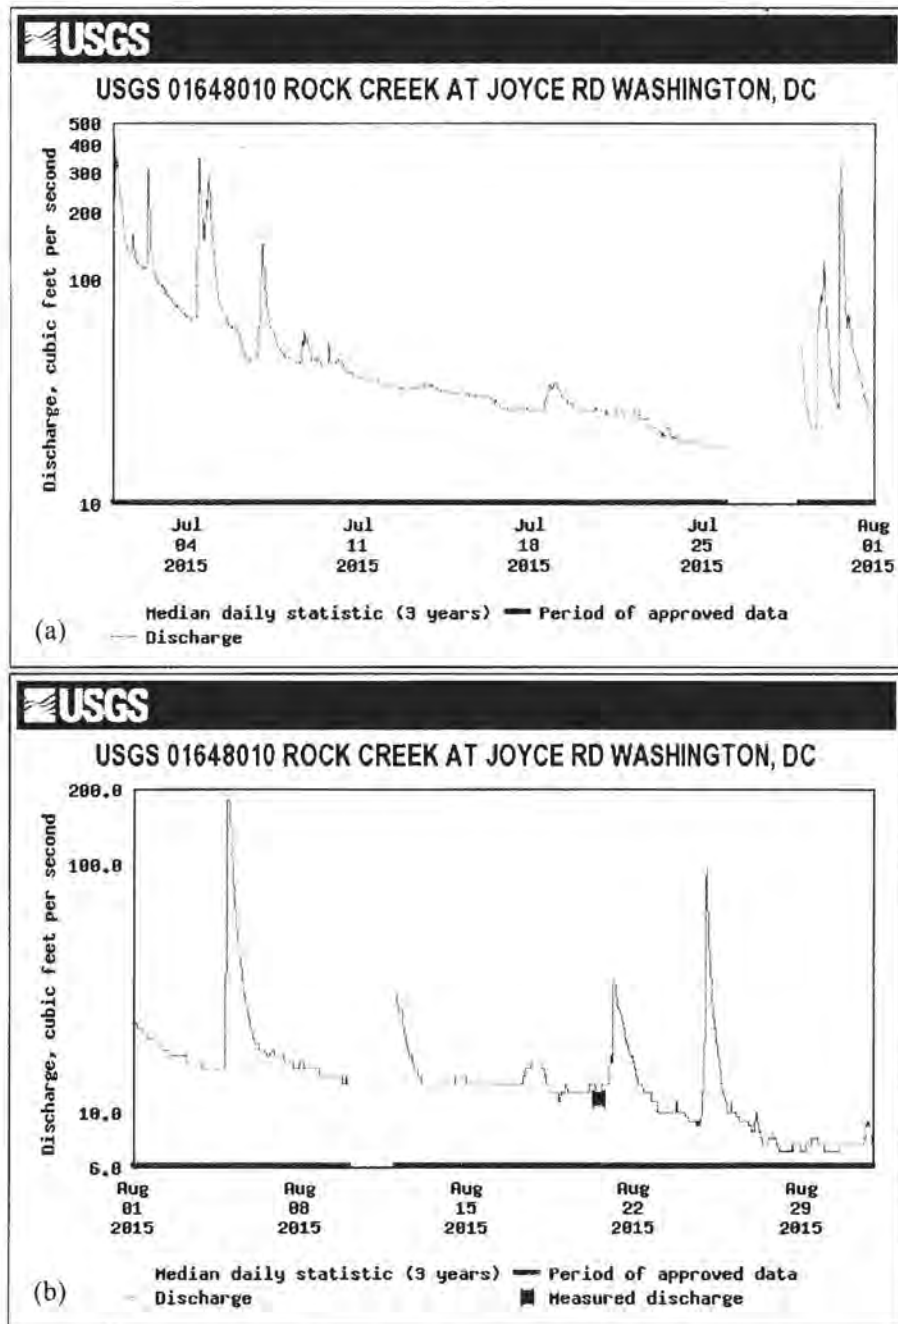 USGS
USGS 01648010 ROCK CREEK AT JOYCE RD WASHINGTON, DC
Discharge, cubic feet per second
500
400
300
200
100
10
Jul 04 2015
Jul 11 2015
Jul 18 2015
Jul 25 2015
Aug 01 2015
Median daily statistic (3 years) Period of approved data
(a) Discharge
USGS
USGS 01648010 ROCK CREEK AT JOYCE RD WASHINGTON, DC
Discharge, cubic feet per second
200.0
100.0
10.0
6.0
Aug 01 2015
Aug 08 2015
Aug 15 2015
Aug 22 2015
Aug 29 2015
Median daily statistic (3 years) Period of approved data
(b) Discharge Measured discharge